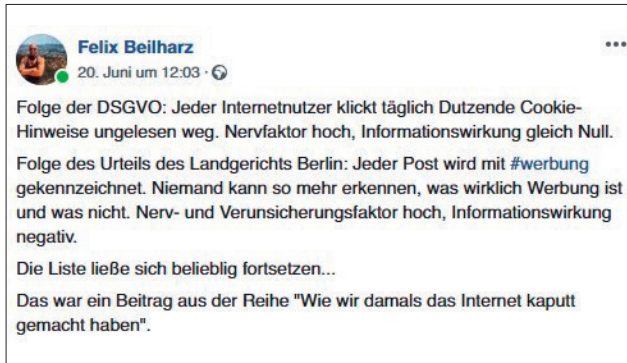 Felix Beilharz
20. Juni um 12:03 ·
Folge der DSGVO: Jeder Internetnutzer klickt täglich Dutzende Cookie-
Hinweise ungelesen weg. Nervfaktor hoch, Informationswirkung gleich Null.
Folge des Urteils des Landgerichts Berlin: Jeder Post wird mit #werbung
gekennzeichnet. Niemand kann so mehr erkennen, was wirklich Werbung ist
und was nicht. Nerv- und Verunsicherungsfaktor hoch, Informationswirkung
negativ.
Die Liste ließe sich belieblig fortsetzen...
Das war ein Beitrag aus der Reihe "Wie wir damals das Internet kaputt
gemacht haben".